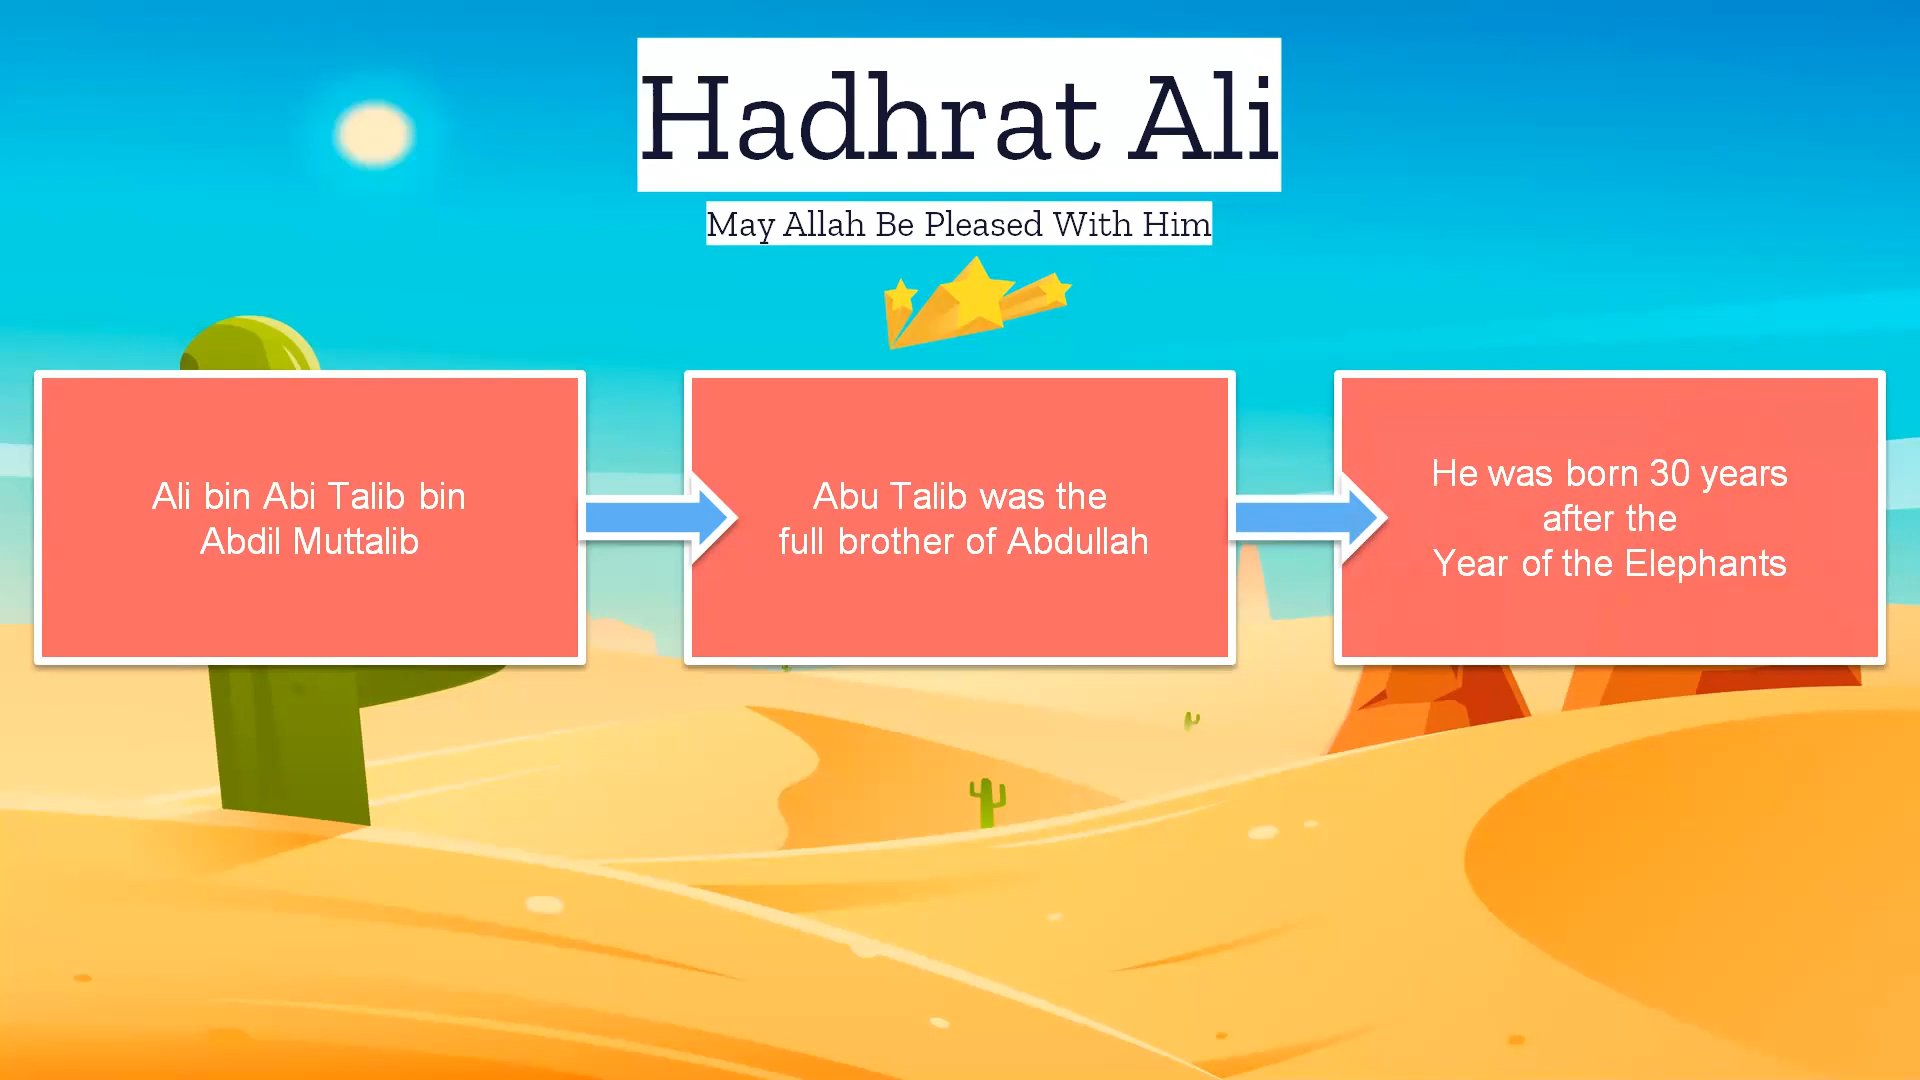 Hadhrat Ali
May Allah Be Pleased With Him
Ali bin Abi Talib bin
Abdil Muttalib
Abu Talib was the
full brother of Abdullah
He was born 30 years
after the
Year of the Elephants